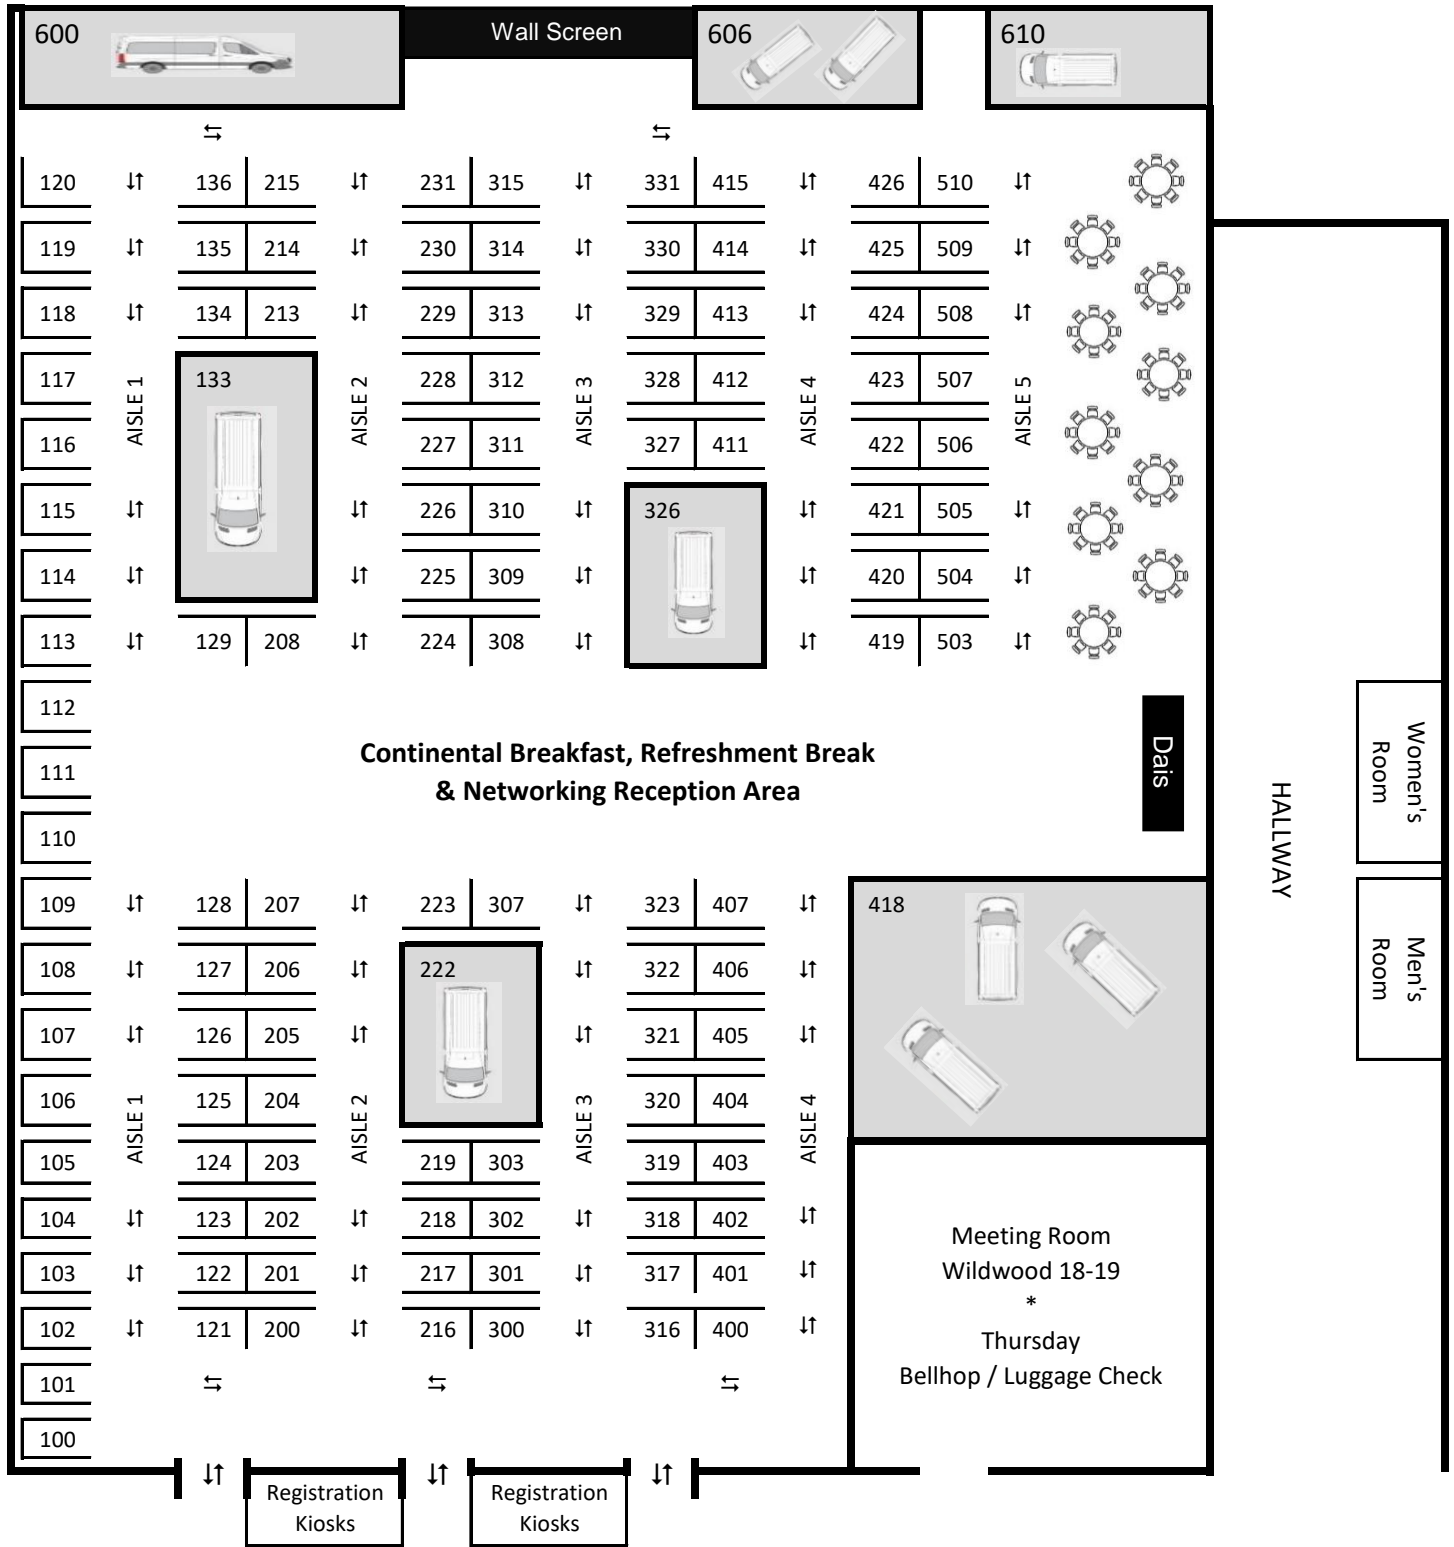 600 Wall Screen 606 610
⇆ ⇆
120 ↓↑ 136 215 ↓↑ 231 315 ↓↑ 331 415 ↓↑ 426 510 ↓↑
119 ↓↑ 135 214 ↓↑ 230 314 ↓↑ 330 414 ↓↑ 425 509 ↓↑
118 ↓↑ 134 213 ↓↑ 229 313 ↓↑ 329 413 ↓↑ 424 508 ↓↑
117 AISLE 1 133 AISLE 2 228 312 AISLE 3 328 412 AISLE 4 423 507 AISLE 5
116 227 311 327 411 422 506
115 ↓↑ ↓↑ 226 310 ↓↑ 326 ↓↑ 421 505 ↓↑
114 ↓↑ ↓↑ 225 309 ↓↑ ↓↑ 420 504 ↓↑
113 ↓↑ 129 208 ↓↑ 224 308 ↓↑ ↓↑ 419 503 ↓↑
112
Continental Breakfast, Refreshment Break
111
& Networking Reception Area
110
Dais
HALLWAY
Women's
Room
Men's
Room
109 ↓↑ 128 207 ↓↑ 223 307 ↓↑ 323 407 ↓↑ 418
108 ↓↑ 127 206 ↓↑ 222 ↓↑ 322 406 ↓↑
107 ↓↑ 126 205 ↓↑ ↓↑ 321 405 ↓↑
106 AISLE 1 125 204 AISLE 2 AISLE 3 320 404 AISLE 4
105 124 203 219 303 319 403
104 ↓↑ 123 202 ↓↑ 218 302 ↓↑ 318 402 ↓↑
103 ↓↑ 122 201 ↓↑ 217 301 ↓↑ 317 401 ↓↑
102 ↓↑ 121 200 ↓↑ 216 300 ↓↑ 316 400 ↓↑
101 ⇆ ⇆ ⇆
100
Meeting Room
Wildwood 18-19
*
Thursday
Bellhop / Luggage Check
↓↑ ↓↑ ↓↑
Registration
Kiosks
Registration
Kiosks